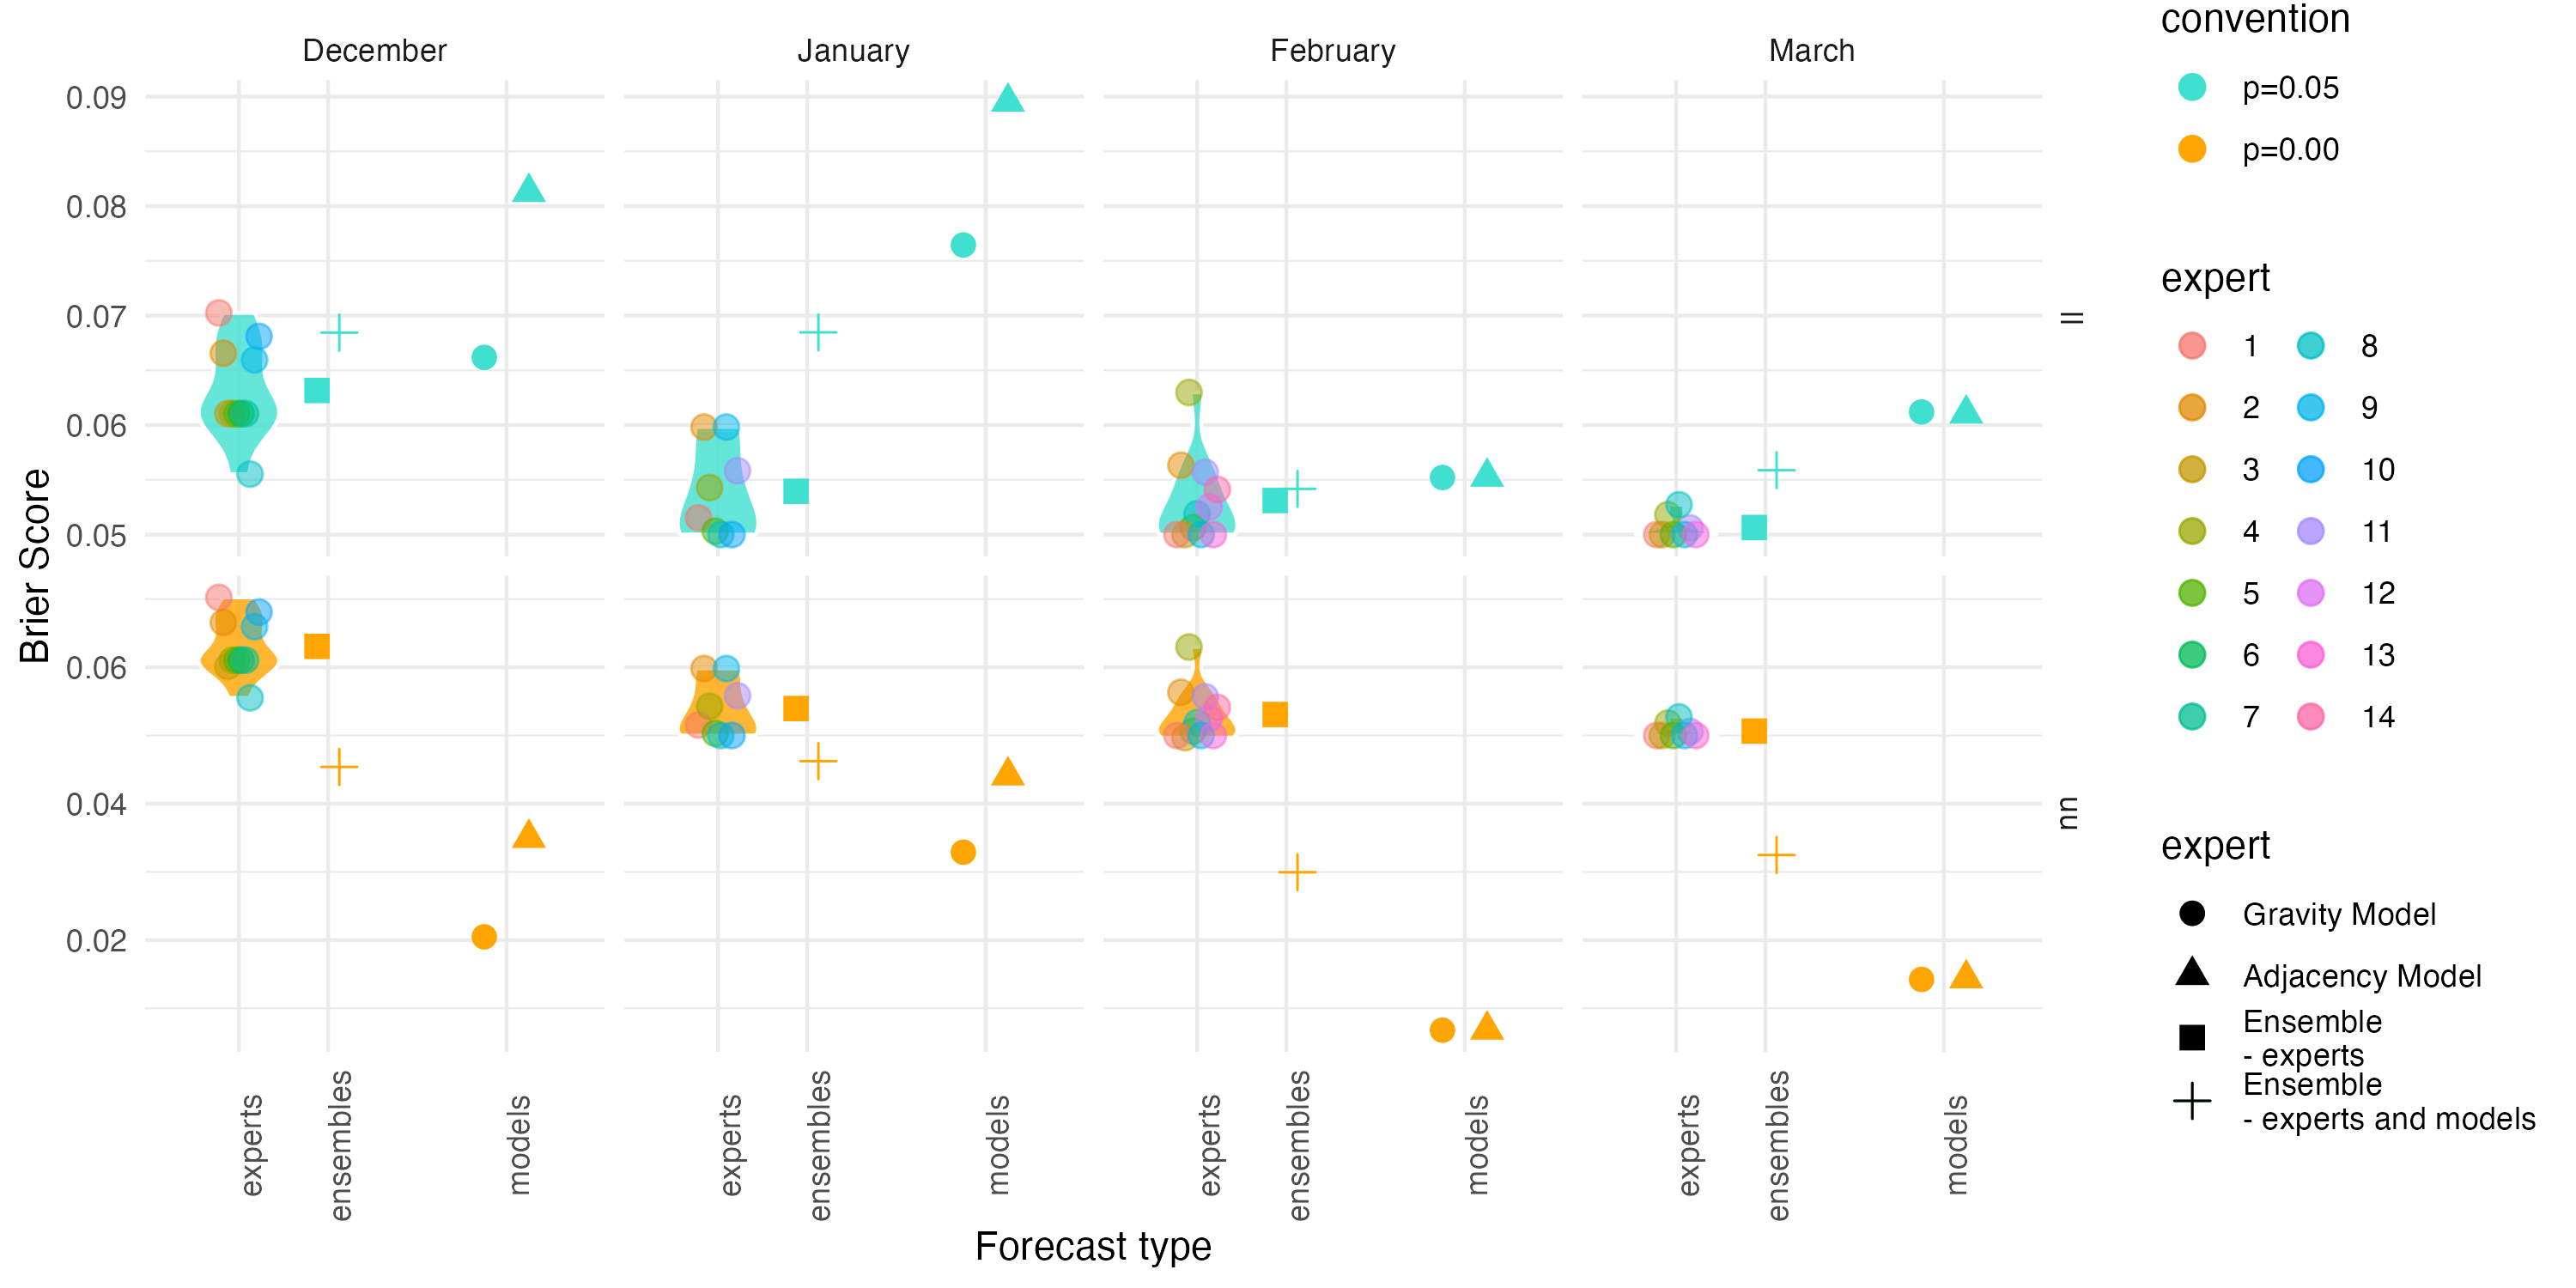 December
January
February
March
0.09
0.08
0.07
0.06
0.05
0.06
0.04
0.02
Brier Score
ll
nn
experts
ensembles
models
experts
ensembles
models
experts
ensembles
models
experts
ensembles
models
Forecast type
convention
p=0.05
p=0.00
expert
1
2
3
4
5
6
7
8
9
10
11
12
13
14
expert
Gravity Model
Adjacency Model
Ensemble
- experts
Ensemble
- experts and models